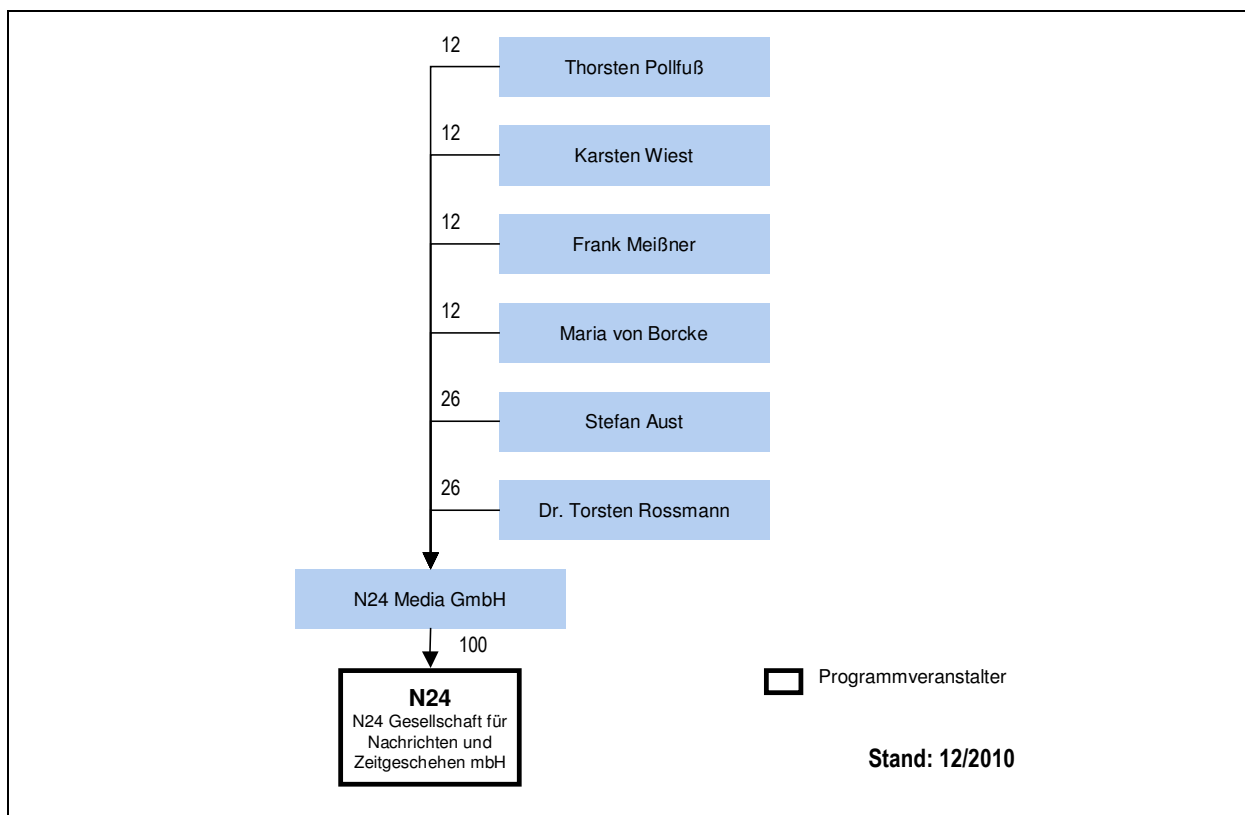 12
Thorsten Pollfuß
12
Karsten Wiest
12
Frank Meißner
12
Maria von Borcke
26
Stefan Aust
26
Dr. Torsten Rossmann
N24 Media GmbH
100
N24
N24 Gesellschaft für
Nachrichten und
Zeitgeschehen mbH
Programmveranstalter
Stand: 12/2010